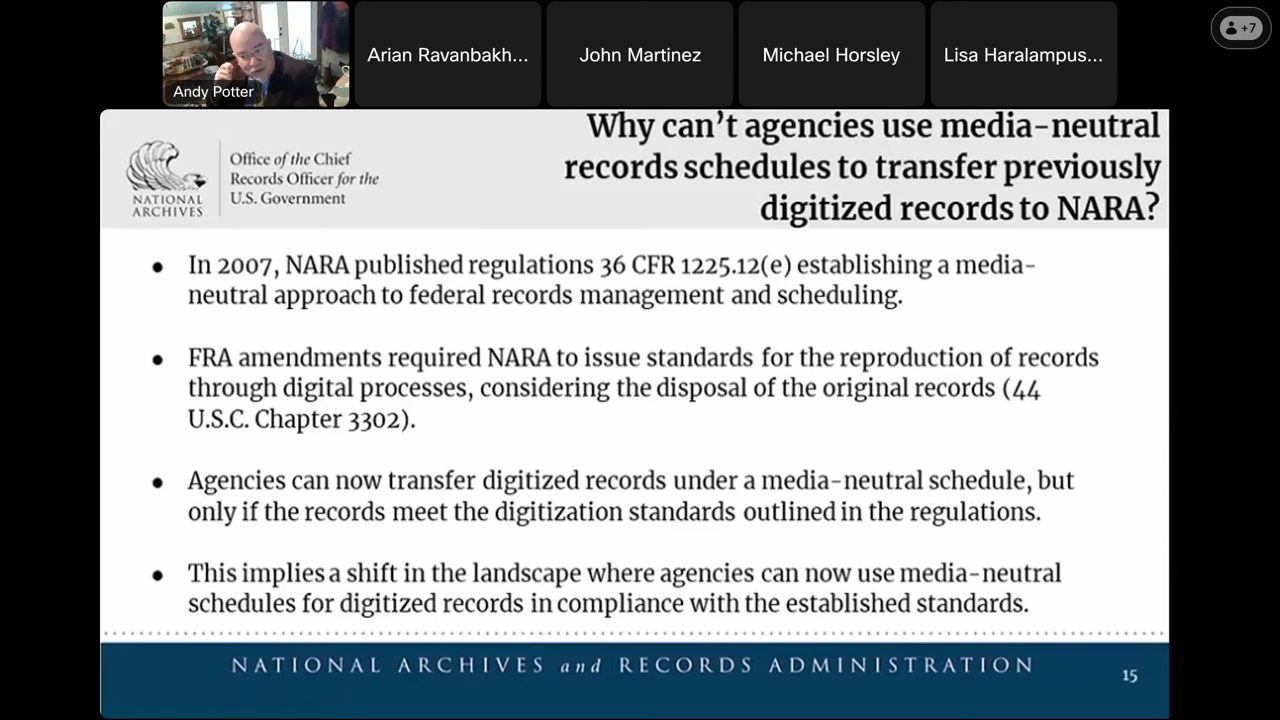 Andy Potter
Arian Ravanbakh...
John Martinez
Michael Horsley
Lisa Haralampus...
+7
NATIONAL
ARCHIVES
Office of the Chief
Records Officer for the
U.S. Government
Why can't agencies use media-neutral
records schedules to transfer previously
digitized records to NARA?
• In 2007, NARA published regulations 36 CFR 1225.12(e) establishing a media-
neutral approach to federal records management and scheduling.
• FRA amendments required NARA to issue standards for the reproduction of records
through digital processes, considering the disposal of the original records (44
U.S.C. Chapter 3302).
• Agencies can now transfer digitized records under a media-neutral schedule, but
only if the records meet the digitization standards outlined in the regulations.
• This implies a shift in the landscape where agencies can now use media-neutral
schedules for digitized records in compliance with the established standards.
NATIONAL ARCHIVES and RECORDS ADMINISTRATION
15